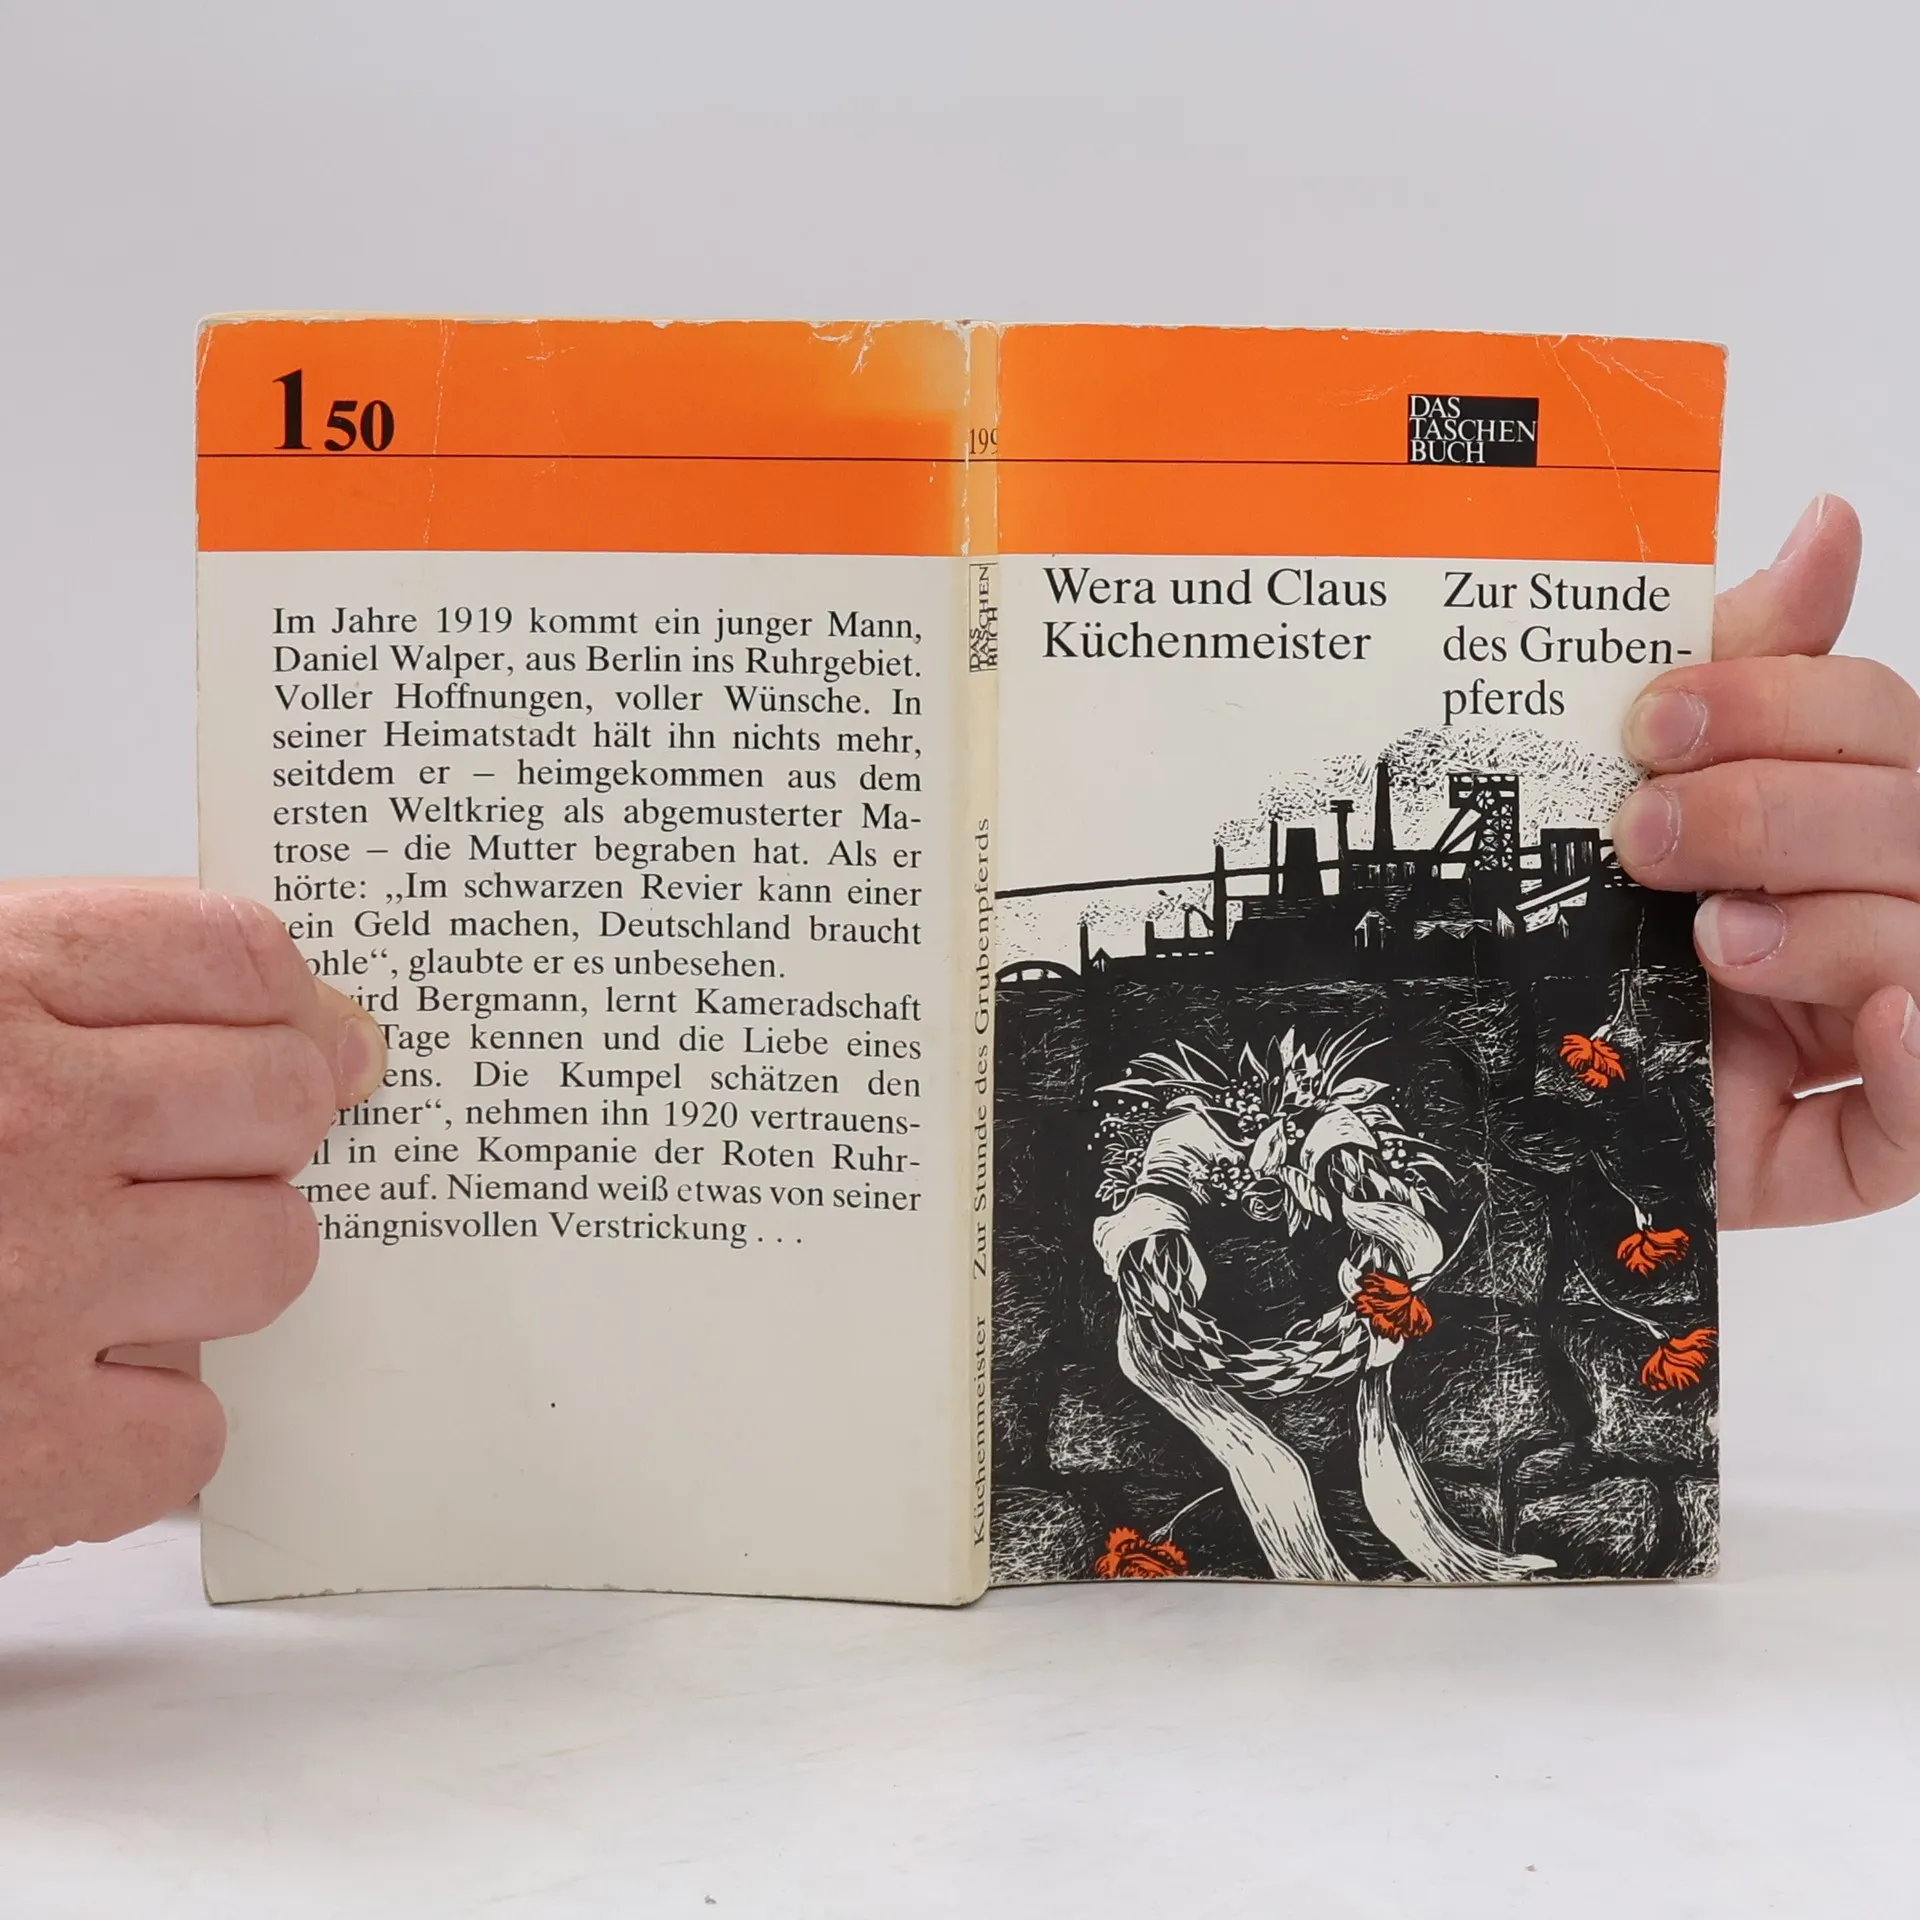 150
Im Jahre 1919 kommt ein junger Mann,
Daniel Walper, aus Berlin ins Ruhrgebiet.
Voller Hoffnungen, voller Wünsche. In
seiner Heimatstadt hält ihn nichts mehr,
seitdem er – heimgekommen aus dem
ersten Weltkrieg als abgemusterter Ma-
trose – die Mutter begraben hat. Als er
hörte: „Im schwarzen Revier kann einer
Geld machen, Deutschland braucht
glaubte er es unbesehen.
Bergmann, lernt Kameradschaft
Tage kennen und die Liebe eines
Die Kumpel schätzen den
nehmen ihn 1920 vertrauens-
in eine Kompanie der Roten Ruhr-
auf. Niemand weiß etwas von seiner
Verstrickung . . .
199
DAS
TASCHEN
BUCH
Küchenmeister Zur Stunde des Grubenpferds
DAS
TASCHEN
BUCH
Wera und Claus
Küchenmeister
Zur Stunde
des Gruben-
pferds